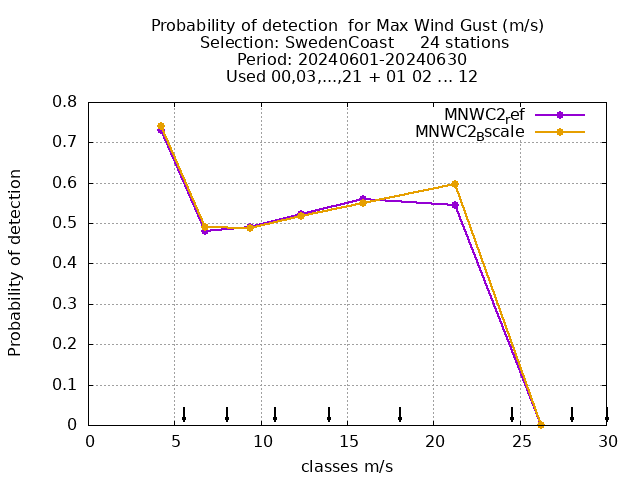 Probability of detection  for Max Wind Gust (m/s)
Selection: SwedenCoast     24 stations
Period: 20240601-20240630
Used 00,03,...,21 + 01 02 ... 12
MNWC2ref
MNWC2Bscale
Probability of detection
0.8
0.7
0.6
0.5
0.4
0.3
0.2
0.1
0
0 5 10 15 20 25 30
classes m/s